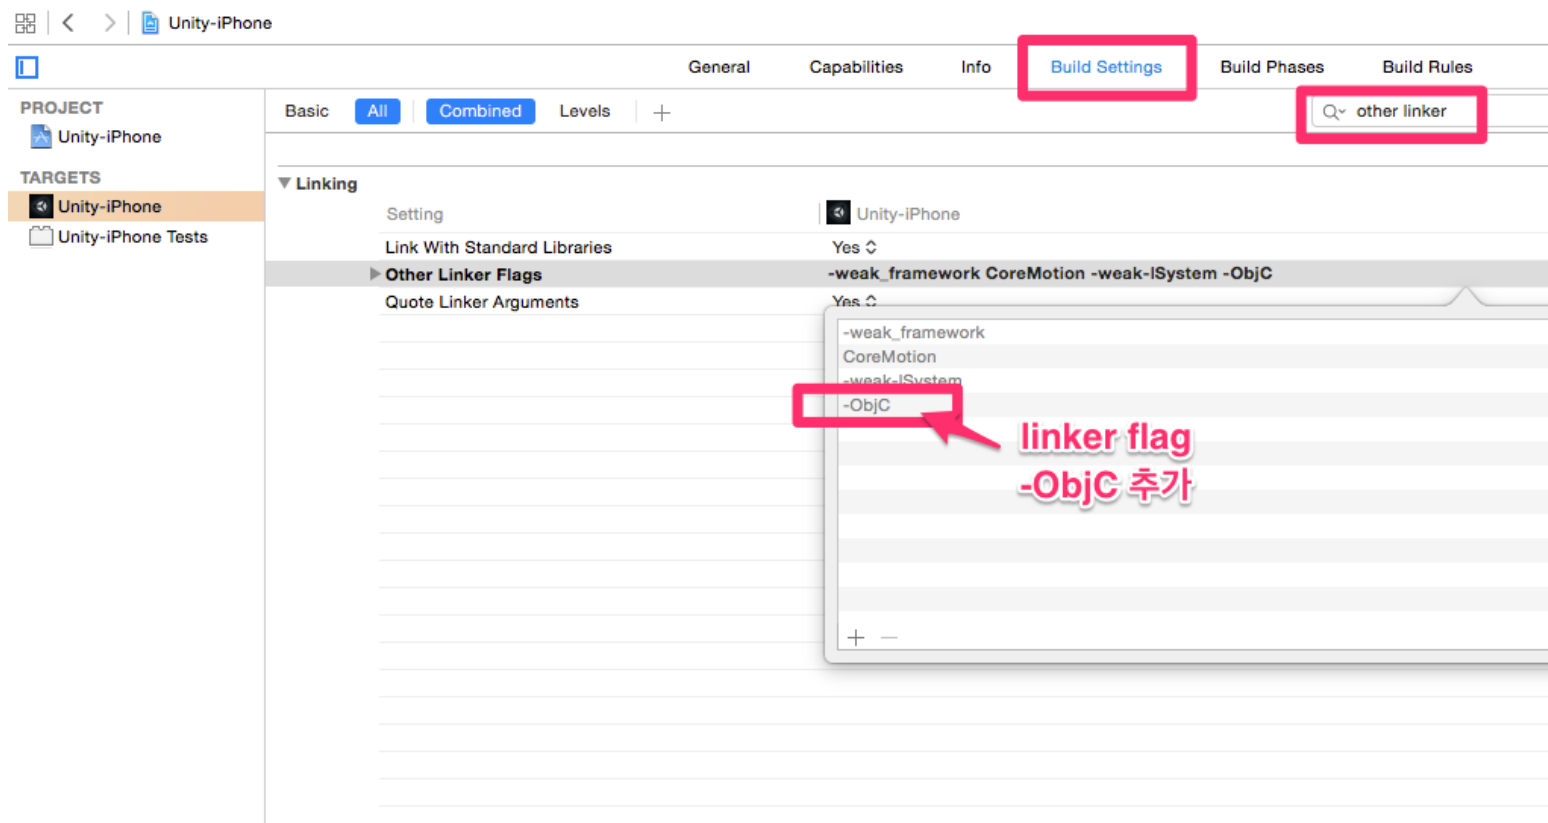 Unity-iPhone
General Capabilities Info Build Settings Build Phases Build Rules
PROJECT
Unity-iPhone
TARGETS
Unity-iPhone
Unity-iPhone Tests
Basic All Combined Levels +
other linker
Linking
Setting Unity-iPhone
Link With Standard Libraries Yes
Other Linker Flags -weak_framework CoreMotion -weak-lSystem -ObjC
Quote Linker Arguments Yes
-weak_framework
CoreMotion
-weak-lSystem
-ObjC
linker flag
-ObjC 추가